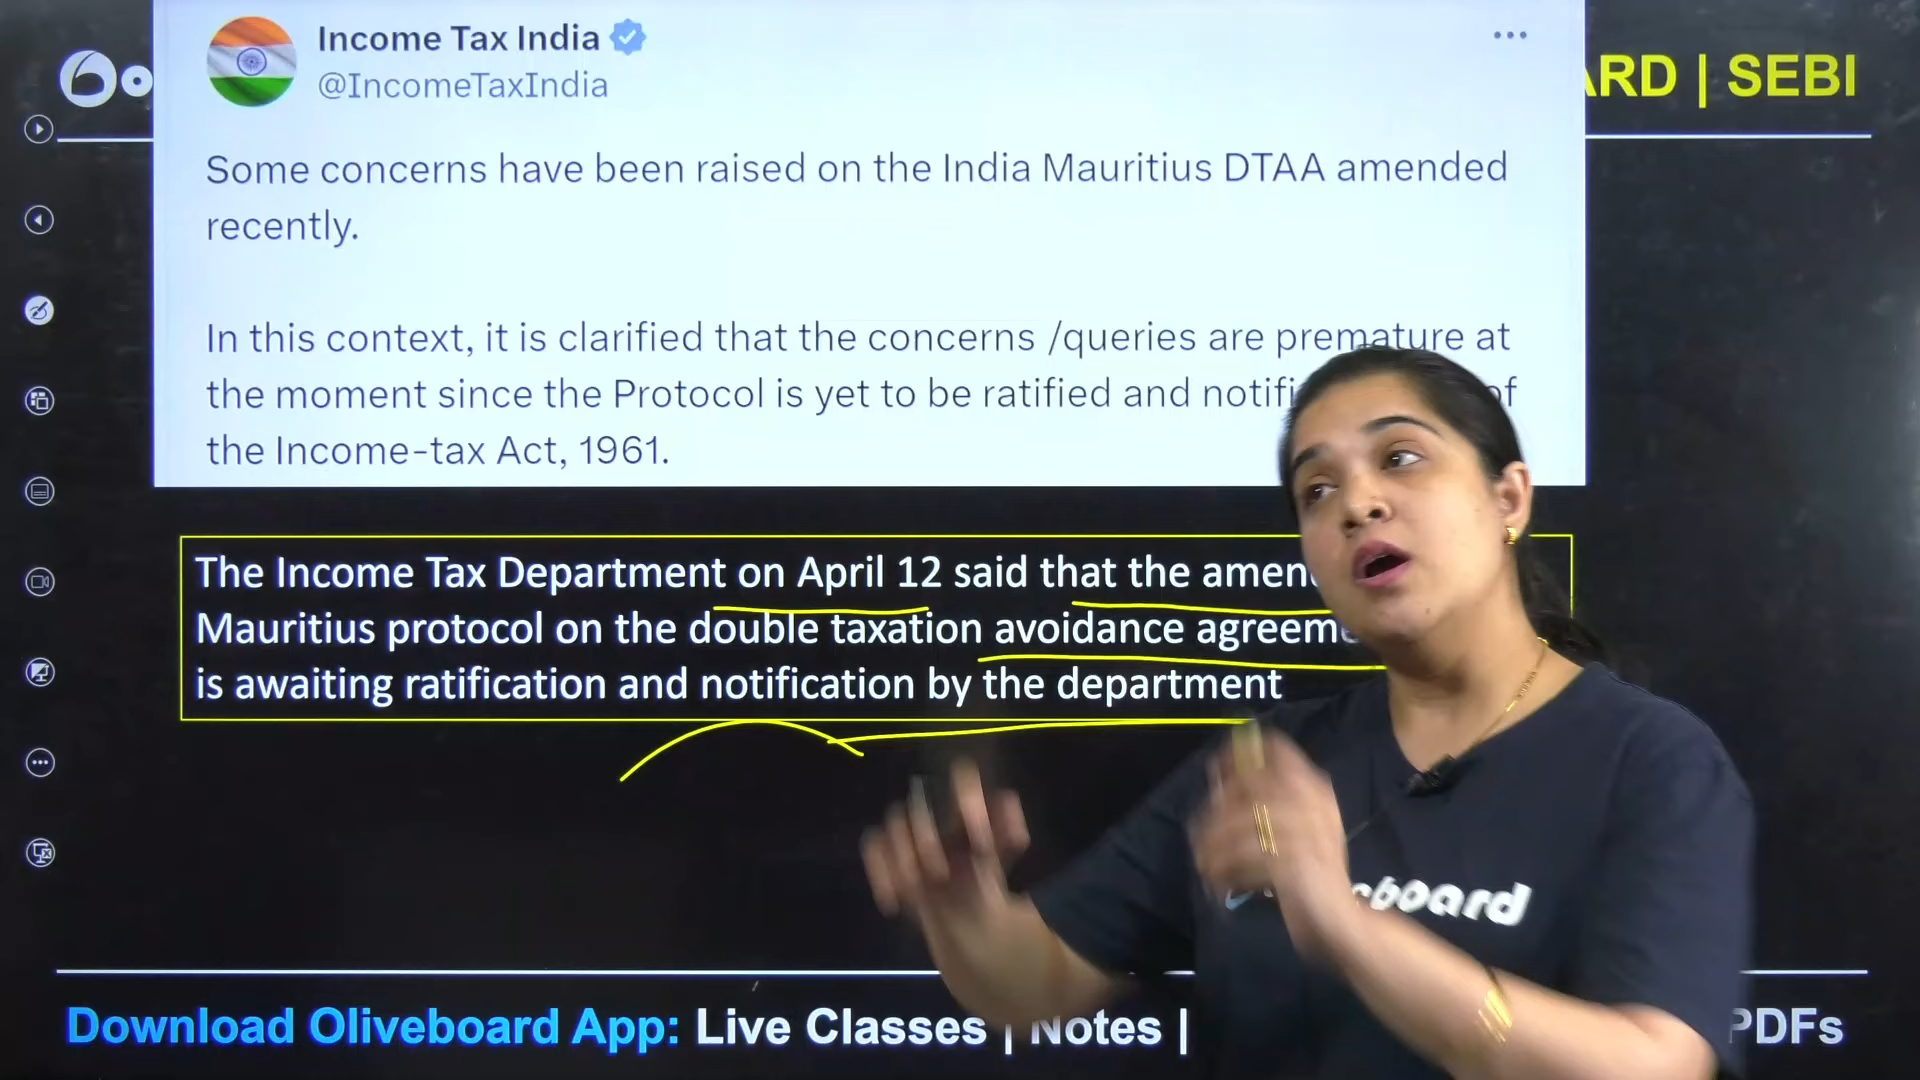 Income Tax India
@IncomeTaxIndia
ARD | SEBI
Some concerns have been raised on the India Mauritius DTAA amended
recently.
In this context, it is clarified that the concerns /queries are premature at
the moment since the Protocol is yet to be ratified and of
the Income-tax Act, 1961.
The Income Tax Department on April 12 said that the
Mauritius protocol on the double taxation avoidance
is awaiting ratification and notification by the department
board
Download Oliveboard App: Live Classes | Notes |
PDFs